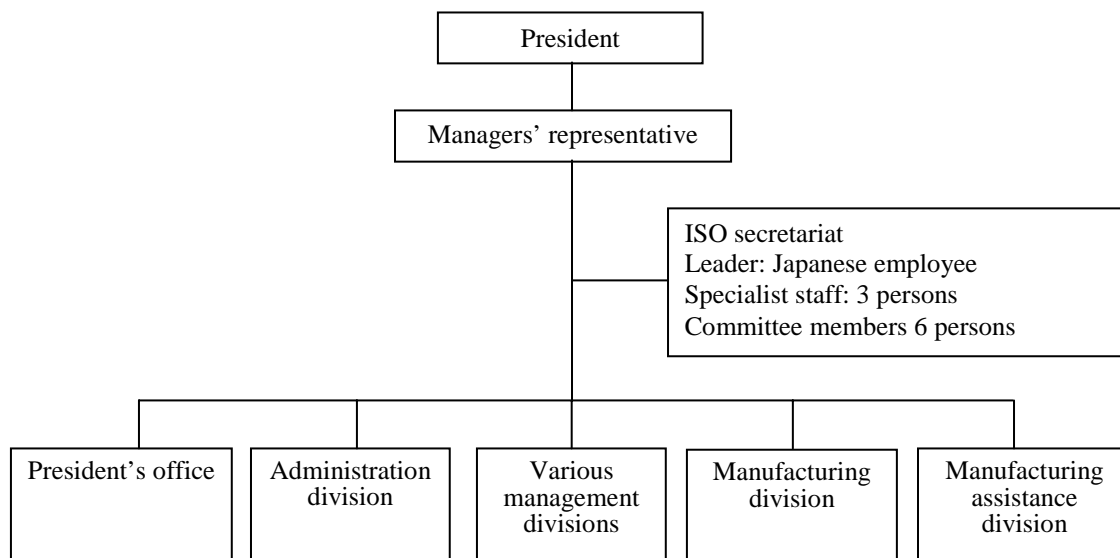 President
Managers’ representative
ISO secretariat
Leader: Japanese employee
Specialist staff: 3 persons
Committee members 6 persons
President’s office
Administration
division
Various
management
divisions
Manufacturing
division
Manufacturing
assistance
division